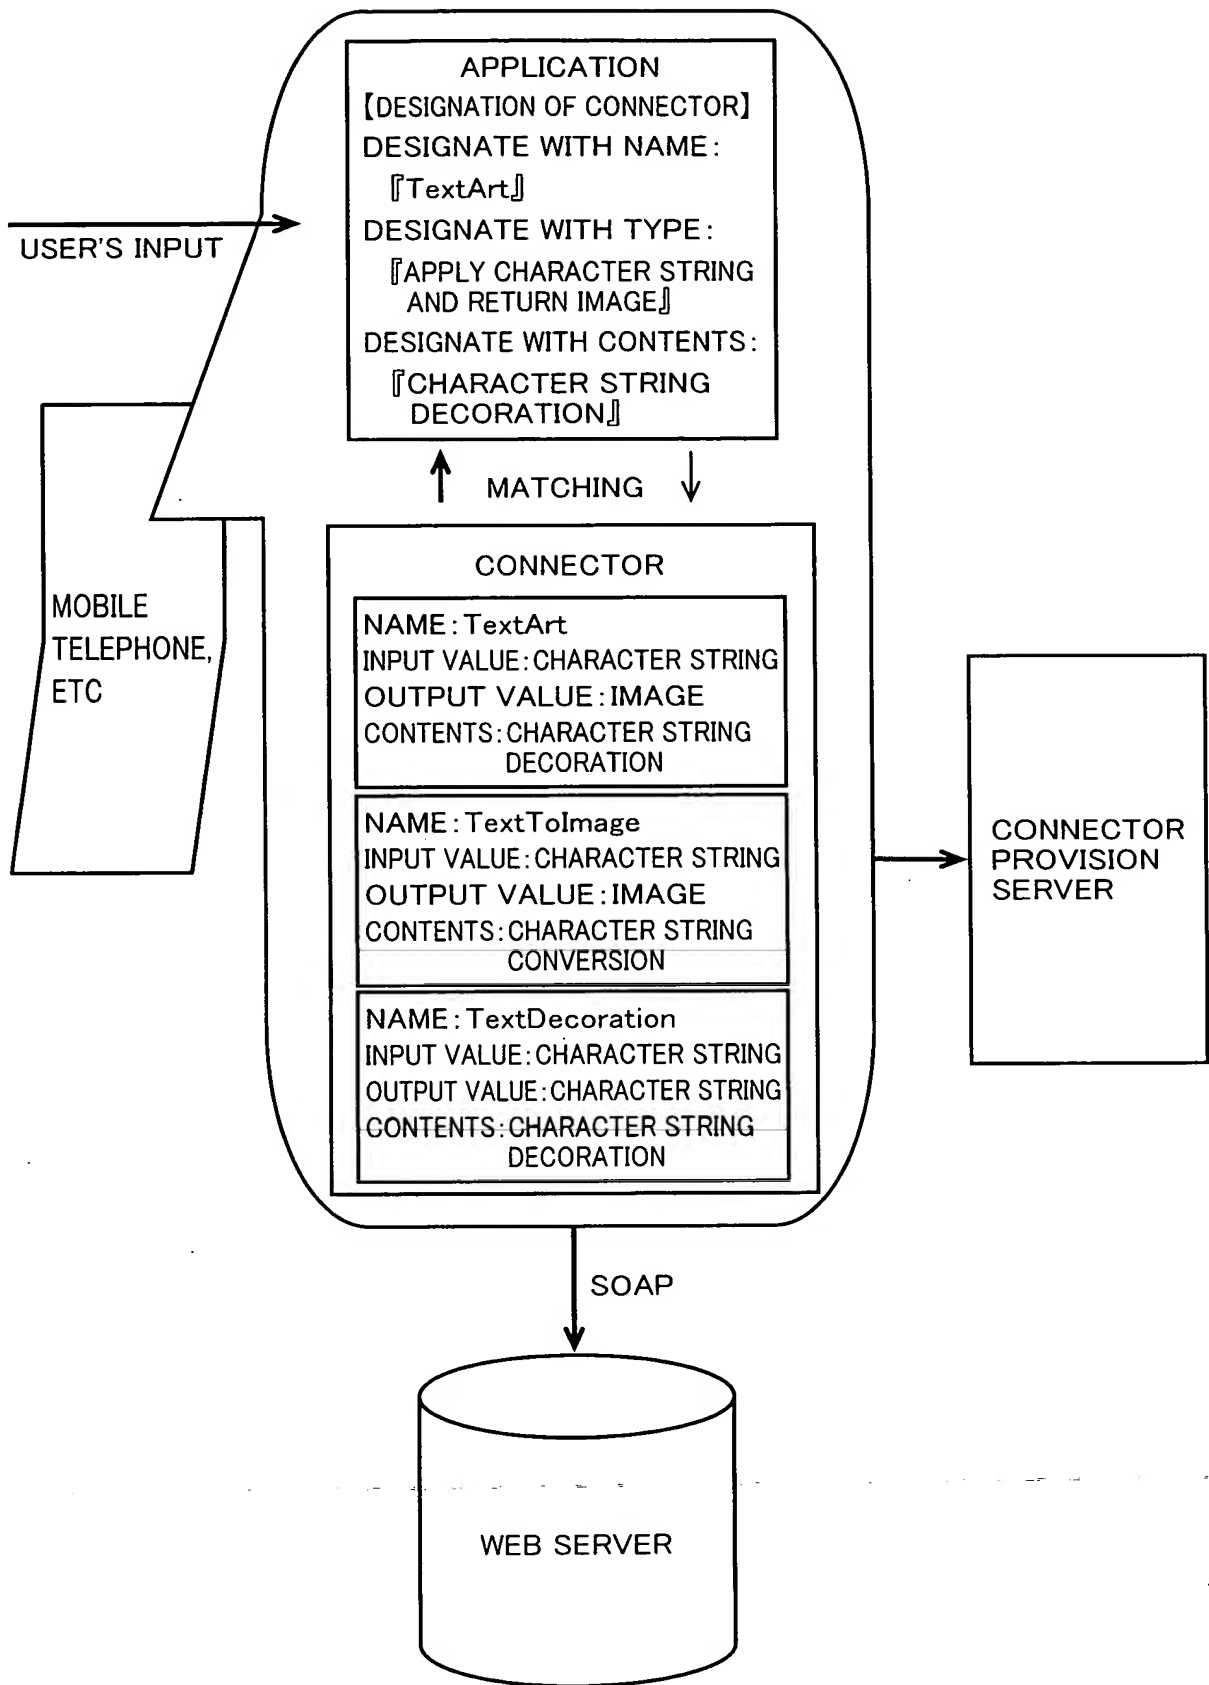 APPLICATION
【DESIGNATION OF CONNECTOR】
DESIGNATE WITH NAME:
『TextArt』
DESIGNATE WITH TYPE:
『APPLY CHARACTER STRING
AND RETURN IMAGE』
DESIGNATE WITH CONTENTS:
『CHARACTER STRING
DECORATION』
USER'S INPUT
MATCHING
MOBILE
TELEPHONE,
ETC
CONNECTOR
NAME:TextArt
INPUT VALUE:CHARACTER STRING
OUTPUT VALUE:IMAGE
CONTENTS:CHARACTER STRING
DECORATION
NAME:TextToImage
INPUT VALUE:CHARACTER STRING
OUTPUT VALUE:IMAGE
CONTENTS:CHARACTER STRING
CONVERSION
NAME:TextDecoration
INPUT VALUE:CHARACTER STRING
OUTPUT VALUE:CHARACTER STRING
CONTENTS:CHARACTER STRING
DECORATION
CONNECTOR
PROVISION
SERVER
SOAP
WEB SERVER